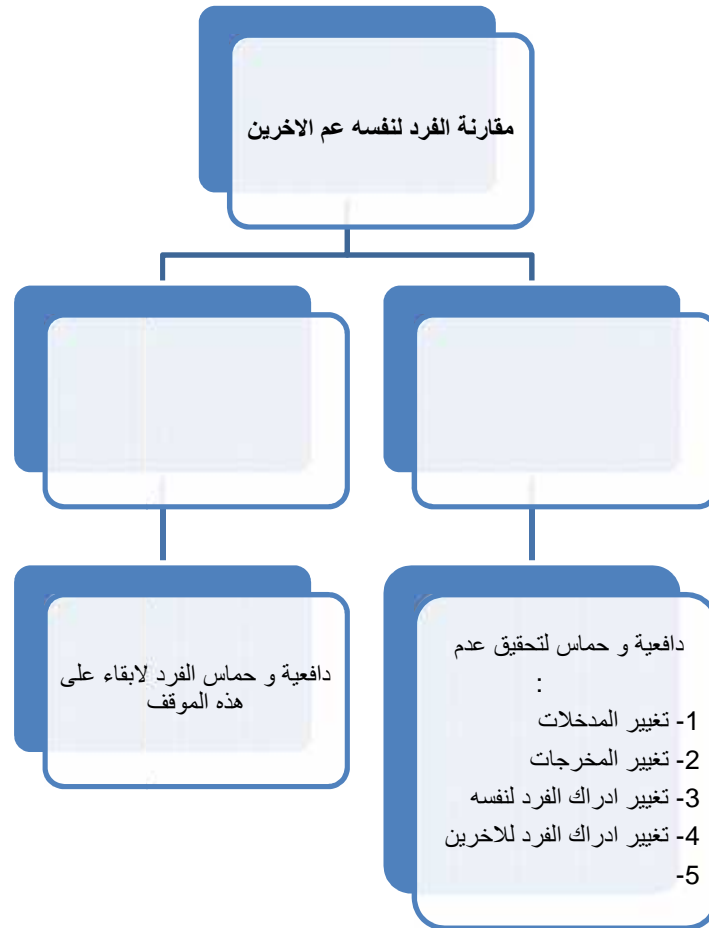 مقارنة الفرد لنفسه عم الاخرين
دافعية و حماس لتحقيق عدم
:
1- تغيير المدخلات
2- تغيير المخرجات
3- تغيير ادراك الفرد لنفسه
4- تغيير ادراك الفرد للاخرين
5-
دافعية و حماس الفرد لابقاء على
هذه الموقف